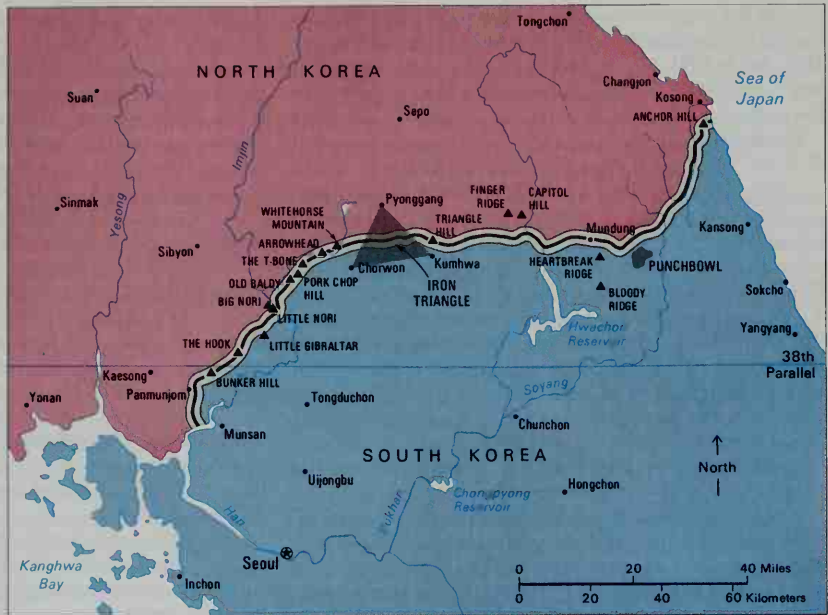 Tongchon
NORTH KOREA
Changjon
Sea of
Japan
Suan
Kosong
Sepo
ANCHOR HILL
Imjin
Yesong
Sinmak
Pyonggang
FINGER
RIDGE
CAPITOL
HILL
WHITEHORSE
MOUNTAIN
TRIANGLE
HILL
Kansong
Mundung
Sibyon
ARROWHEAD
THE T-BONE
Chorwon
Kumhwa
HEARTBREAK
RIDGE
PUNCHBOWL
OLD BALDY
PORK CHOP
HILL
IRON
TRIANGLE
BIG NORI
BLOODY
RIDGE
Sokcho
LITTLE NORI
Hwachon
Reservoir
Yangyang
THE HOOK
LITTLE GIBRALTAR
38th
Parallel
Kaesong
BUNKER HILL
Panmunjom
Soyang
Yonan
Tongduchon
Chunchon
Munsan
SOUTH KOREA
North
Uijongbu
Hongchon
Chongpyong
Reservoir
Han
Pukhan
Seoul
Kanghwa
Bay
Inchon
0 20 40 Miles
0 20 40 60 Kilometers